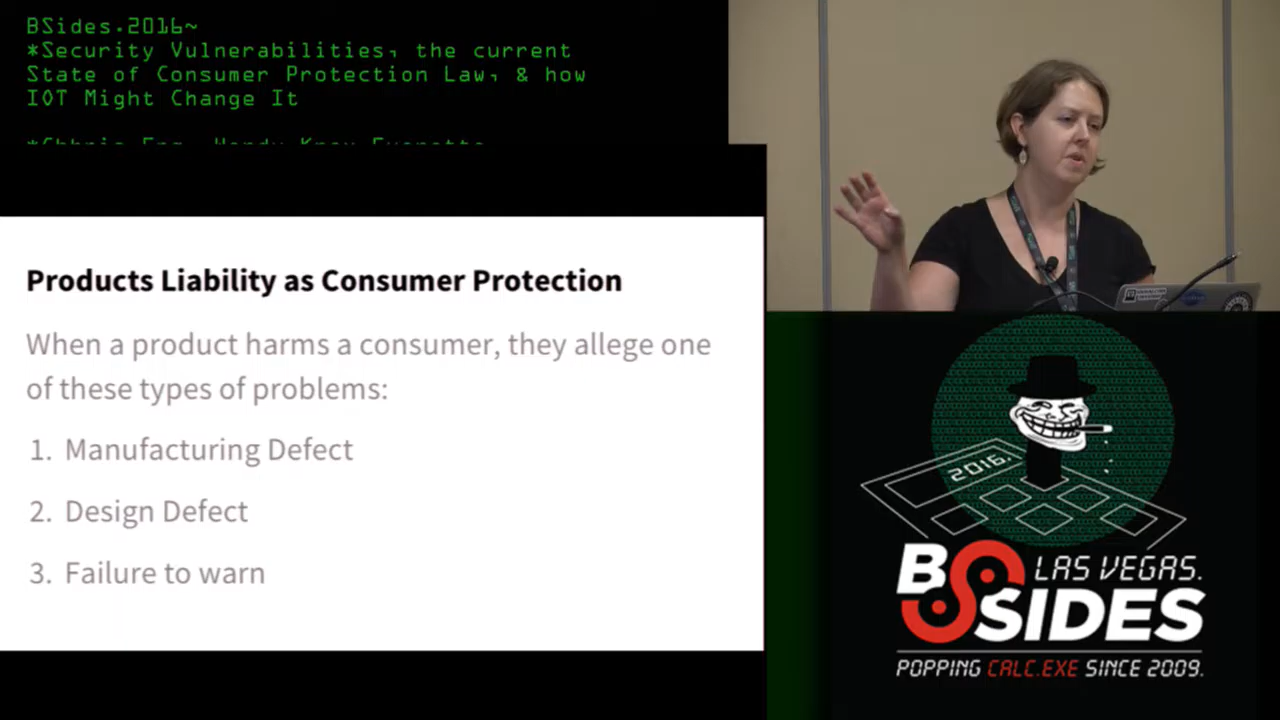 BSides.2016~
*Security Vulnerabilities, the current
State of Consumer Protection Law, & how
IOT Might Change It
Products Liability as Consumer Protection
When a product harms a consumer, they allege one
of these types of problems:
1. Manufacturing Defect
2. Design Defect
3. Failure to warn
2016.
BSIDES LAS VEGAS.
POPPING CALC.EXE SINCE 2009.